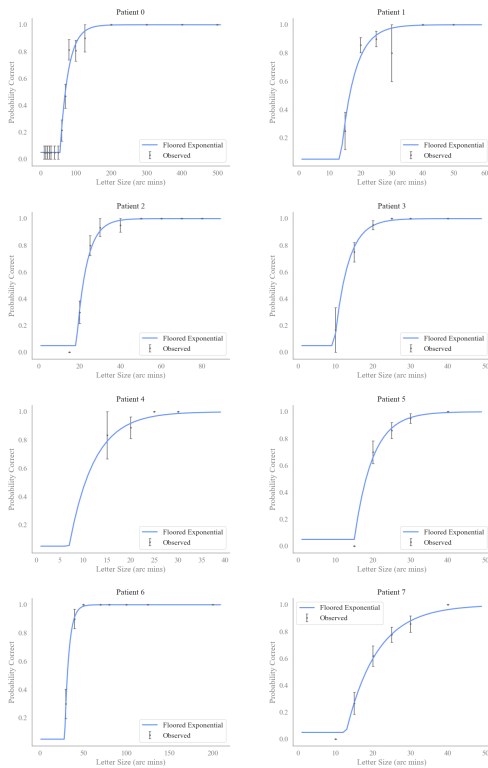 Patient 0
Probability Correct
1.0
0.8
0.6
0.4
0.2
0.0
0 100 200 300 400 500
Letter Size (arc mins)
Floored Exponential
Observed
Patient 1
Probability Correct
1.0
0.8
0.6
0.4
0.2
0 10 20 30 40 50 60
Letter Size (arc mins)
Floored Exponential
Observed
Patient 2
Probability Correct
1.0
0.8
0.6
0.4
0.2
0.0
0 20 40 60 80
Letter Size (arc mins)
Floored Exponential
Observed
Patient 3
Probability Correct
1.0
0.8
0.6
0.4
0.2
0.0
0 10 20 30 40 50
Letter Size (arc mins)
Floored Exponential
Observed
Patient 4
Probability Correct
1.0
0.8
0.6
0.4
0.2
0 5 10 15 20 25 30 35 40
Letter Size (arc mins)
Floored Exponential
Observed
Patient 5
Probability Correct
1.0
0.8
0.6
0.4
0.2
0.0
0 10 20 30 40 50
Letter Size (arc mins)
Floored Exponential
Observed
Patient 6
Probability Correct
1.0
0.8
0.6
0.4
0.2
0 50 100 150 200
Letter Size (arc mins)
Floored Exponential
Observed
Patient 7
Probability Correct
1.0
0.8
0.6
0.4
0.2
0.0
0 10 20 30 40 50
Letter Size (arc mins)
Floored Exponential
Observed